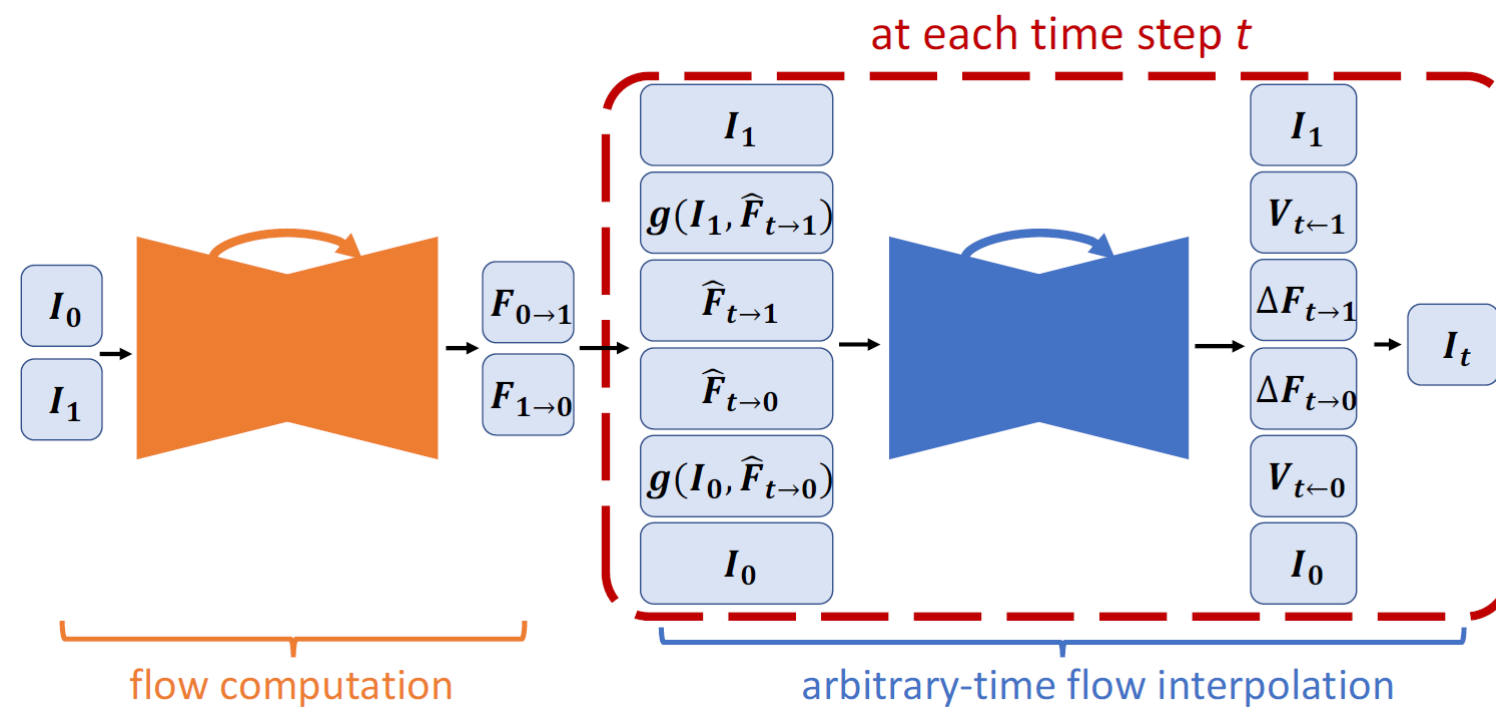 at each time step t
I₀
I₁
F₀→₁
F₁→₀
I₁
g(I₁, F̂ₜ→₁)
F̂ₜ→₁
F̂ₜ→₀
g(I₀, F̂ₜ→₀)
I₀
I₁
Vₜ←₁
ΔFₜ→₁
ΔFₜ→₀
Vₜ←₀
I₀
Iₜ
flow computation
arbitrary-time flow interpolation